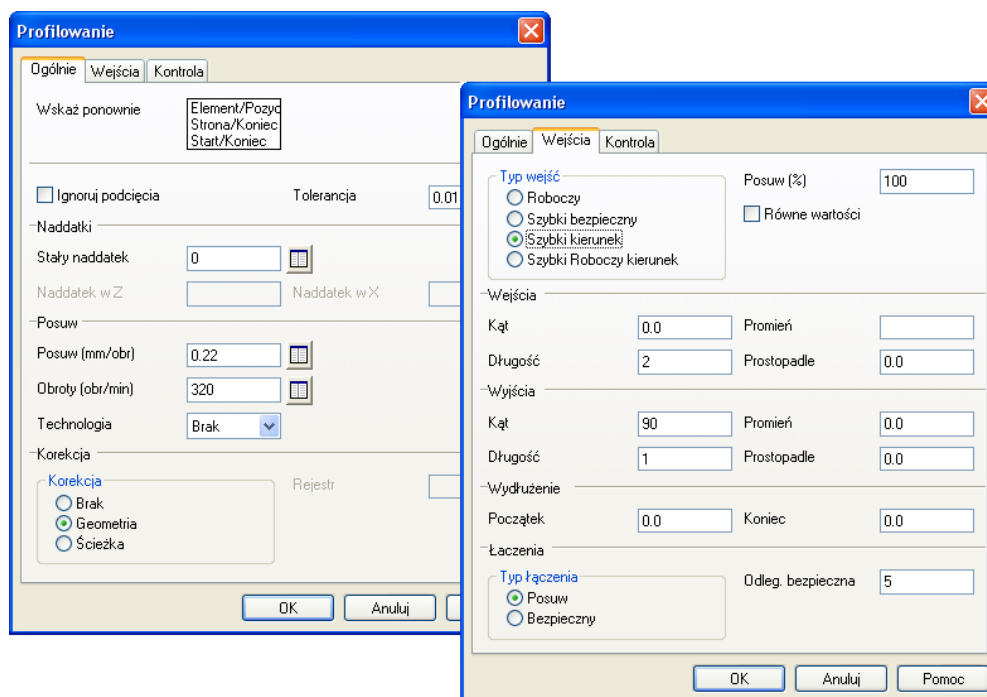 Profilowanie
Ogólnie Wejścia Kontrola
Wskaż ponownie
Element/Pozyc
Strona/Koniec
Start/Koniec
Ignoruj podcięcia Tolerancja 0.01
Naddatki
Stały naddatek 0
Naddatek w Z Naddatek w X
Posuw
Posuw (mm/obr) 0.22
Obroty (obr/min) 320
Technologia Brak
Korekcja
Korekcja Rejestr
Brak
Geometria
Ścieżka
OK Anuluj
Profilowanie
Ogólnie Wejścia Kontrola
Typ wejść Posuw (%) 100
Roboczy
Szybki bezpieczny Równe wartości
Szybki kierunek
Szybki Roboczy kierunek
Wejścia
Kąt 0.0 Promień
Długość 2 Prostopadle 0.0
Wyjścia
Kąt 90 Promień 0.0
Długość 1 Prostopadle 0.0
Wydłużenie
Początek 0.0 Koniec 0.0
Łaczenia
Typ łączenia Odleg. bezpieczna 5
Posuw
Bezpieczny
OK Anuluj Pomoc